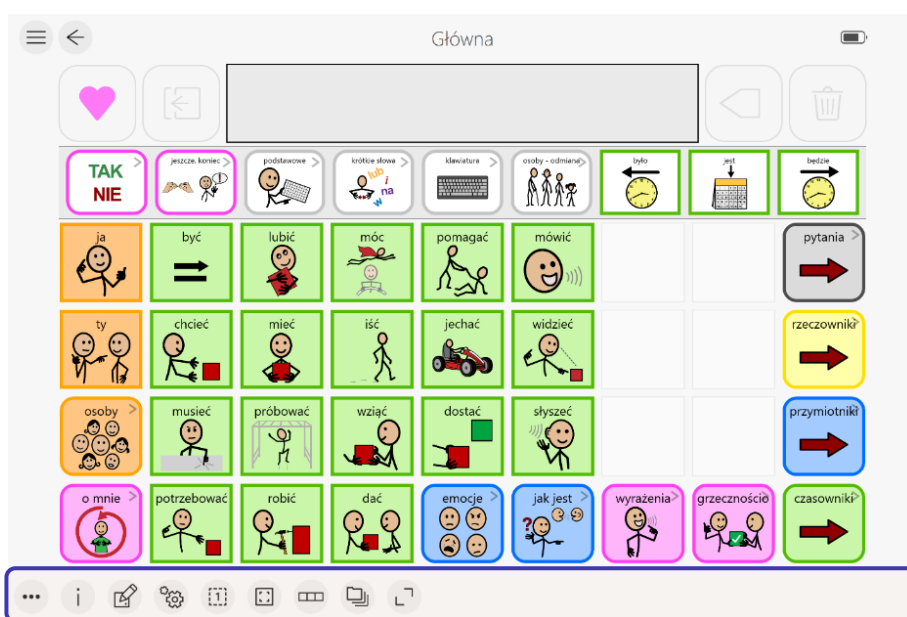 Główna
TAK
NIE
jeszcze. koniec
podstawowe
krótkie słowa
lub
i
na
w
klawiatura
osoby - odmiana
było
jest
będzie
ja
być
lubić
móc
pomagać
mówić
pytania
ty
chcieć
mieć
iść
jechać
widzieć
rzeczowniki
osoby
musieć
próbować
wziąć
dostać
słyszeć
przymiotniki
o mnie
potrzebować
robić
dać
emocje
jak jest
wyrażenia
czasowniki
1